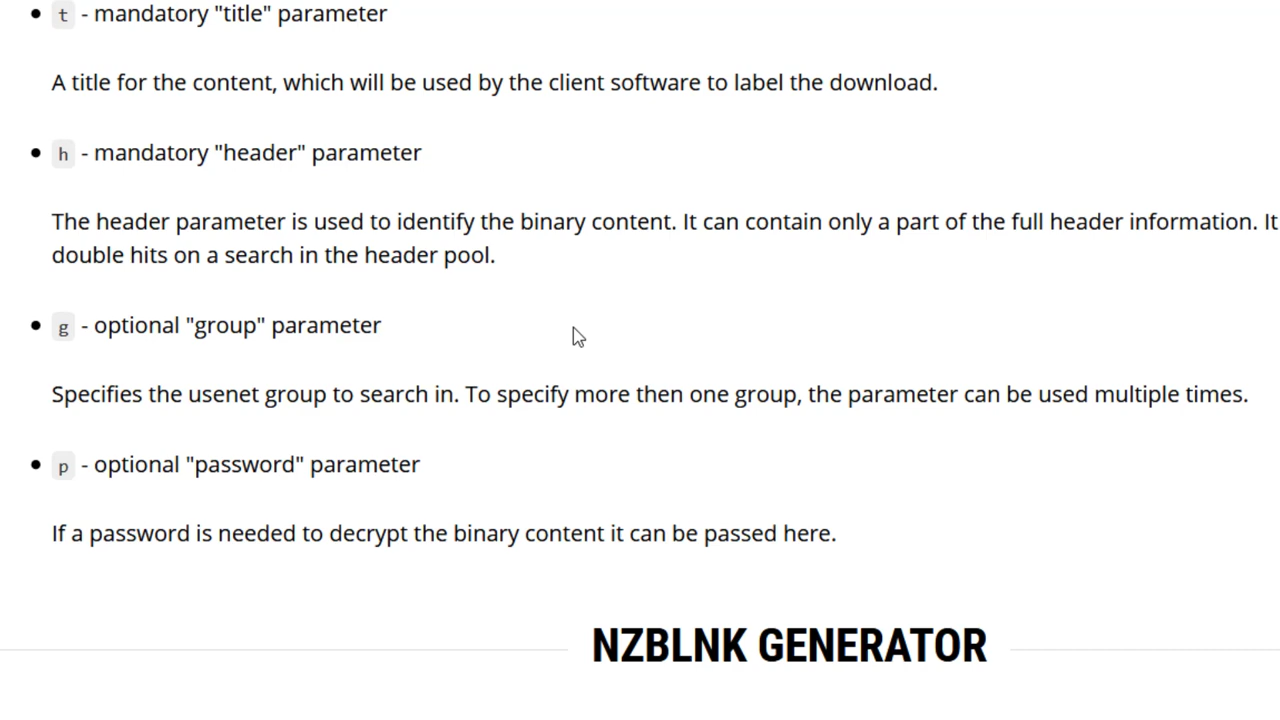 t - mandatory "title" parameter
A title for the content, which will be used by the client software to label the download.
h - mandatory "header" parameter
The header parameter is used to identify the binary content. It can contain only a part of the full header information. It
double hits on a search in the header pool.
g - optional "group" parameter
Specifies the usenet group to search in. To specify more then one group, the parameter can be used multiple times.
p - optional "password" parameter
If a password is needed to decrypt the binary content it can be passed here.
NZBLNK GENERATOR